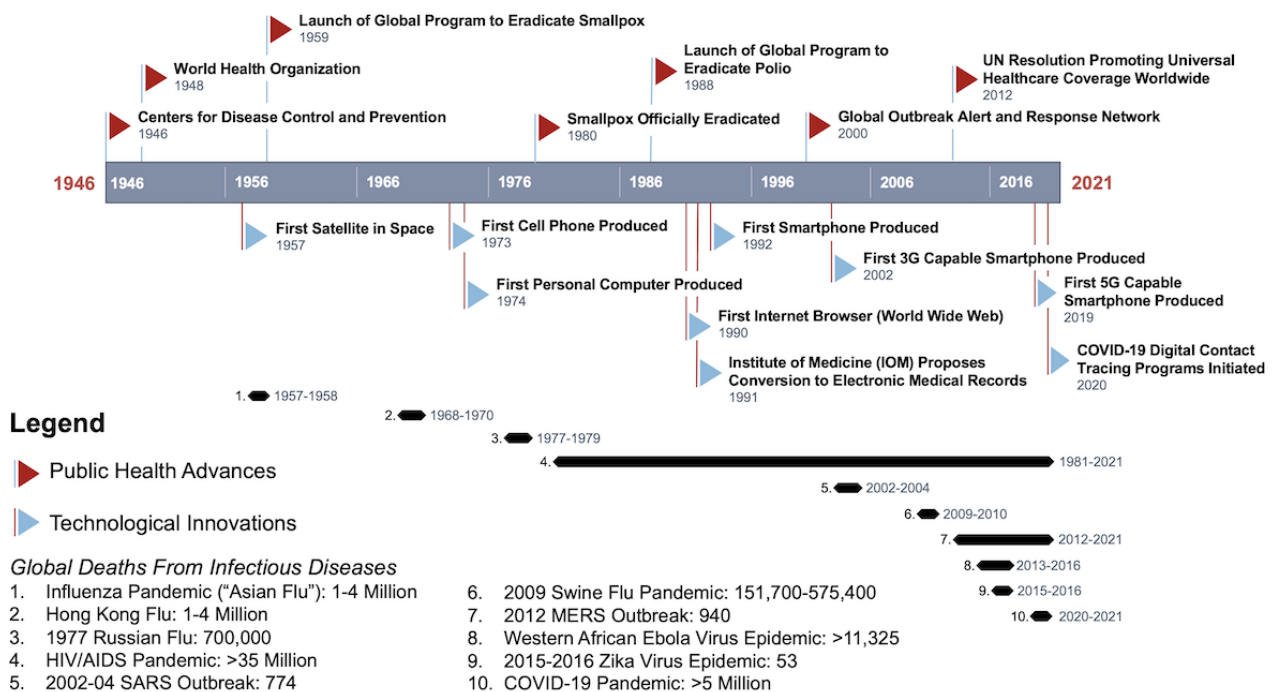 Launch of Global Program to Eradicate Smallpox
1959
World Health Organization
1948
Centers for Disease Control and Prevention
1946
Launch of Global Program to
Eradicate Polio
1988
Smallpox Officially Eradicated
1980
UN Resolution Promoting Universal
Healthcare Coverage Worldwide
2012
Global Outbreak Alert and Response Network
2000
1946 1946 1956 1966 1976 1986 1996 2006 2016 2021
First Satellite in Space
1957
First Cell Phone Produced
1973
First Personal Computer Produced
1974
First Smartphone Produced
1992
First 3G Capable Smartphone Produced
2002
First Internet Browser (World Wide Web)
1990
Institute of Medicine (IOM) Proposes
Conversion to Electronic Medical Records
1991
First 5G Capable
Smartphone Produced
2019
COVID-19 Digital Contact
Tracing Programs Initiated
2020
1. 1957-1958
2. 1968-1970
3. 1977-1979
4. 1981-2021
5. 2002-2004
6. 2009-2010
7. 2012-2021
8. 2013-2016
9. 2015-2016
10. 2020-2021
Legend
Public Health Advances
Technological Innovations
Global Deaths From Infectious Diseases
1. Influenza Pandemic (“Asian Flu”): 1-4 Million
2. Hong Kong Flu: 1-4 Million
3. 1977 Russian Flu: 700,000
4. HIV/AIDS Pandemic: >35 Million
5. 2002-04 SARS Outbreak: 774
6. 2009 Swine Flu Pandemic: 151,700-575,400
7. 2012 MERS Outbreak: 940
8. Western African Ebola Virus Epidemic: >11,325
9. 2015-2016 Zika Virus Epidemic: 53
10. COVID-19 Pandemic: >5 Million